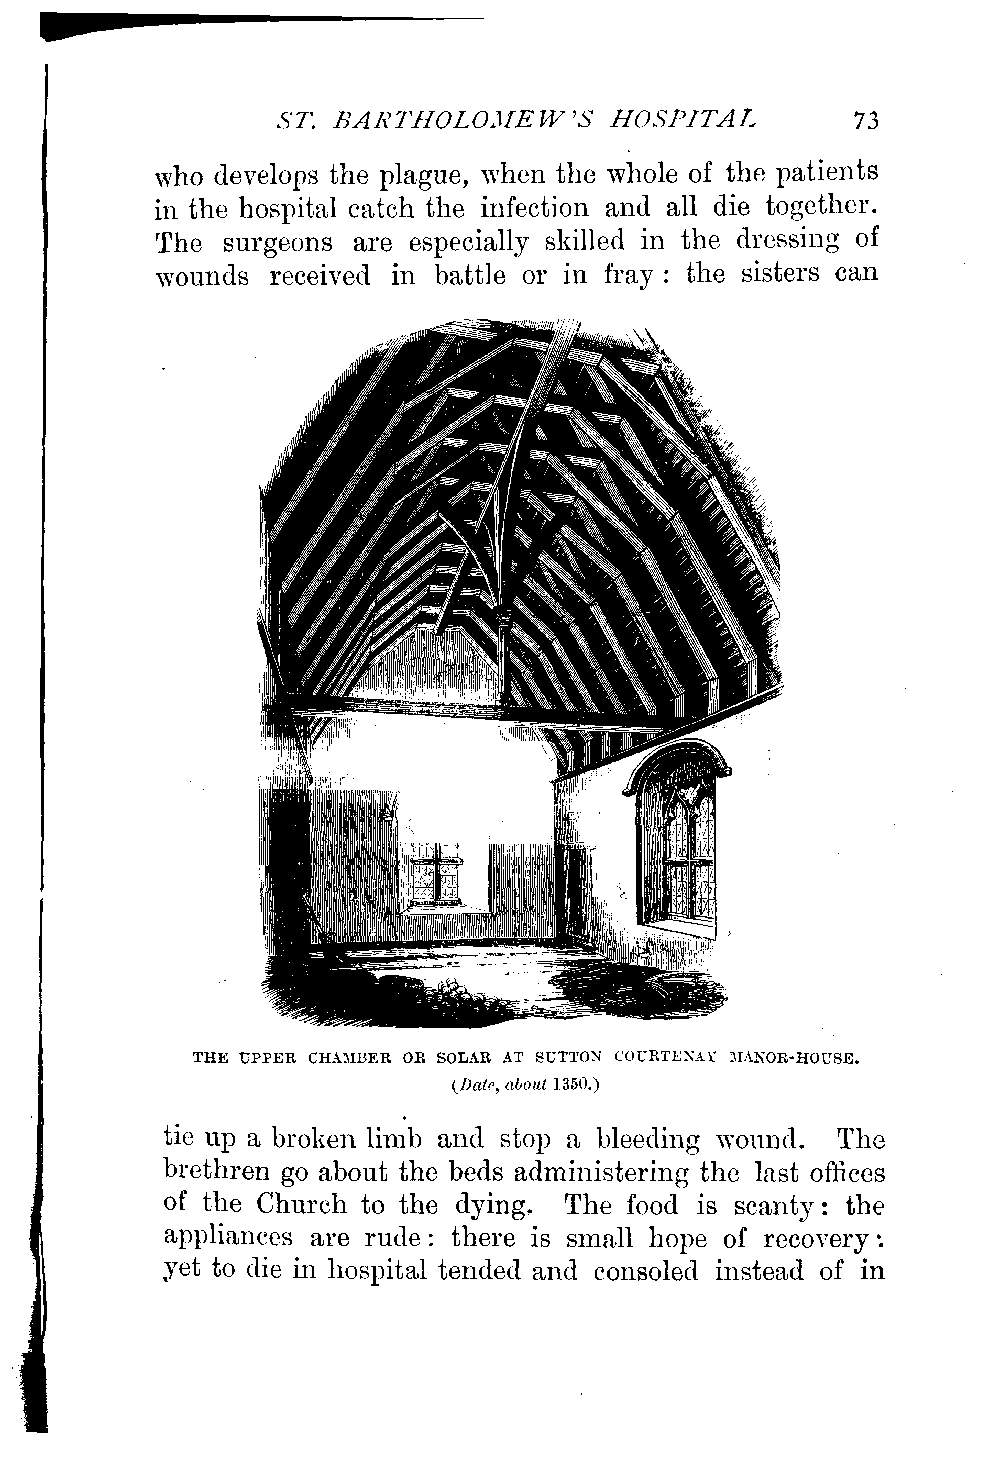 ST. BARTHOLOMEW'S HOSPITAL 73
who develops the plague, when the whole of the patients
in the hospital catch the infection and all die together.
The surgeons are especially skilled in the dressing of
wounds received in battle or in fray : the sisters can
THE UPPER CHAMBER OR SOLAR AT SUTTON COURTENAY MANOR-HOUSE.
(Date, about 1350.)
tie up a broken limb and stop a bleeding wound. The
brethren go about the beds administering the last offices
of the Church to the dying. The food is scanty : the
appliances are rude : there is small hope of recovery :
yet to die in hospital tended and consoled instead of in